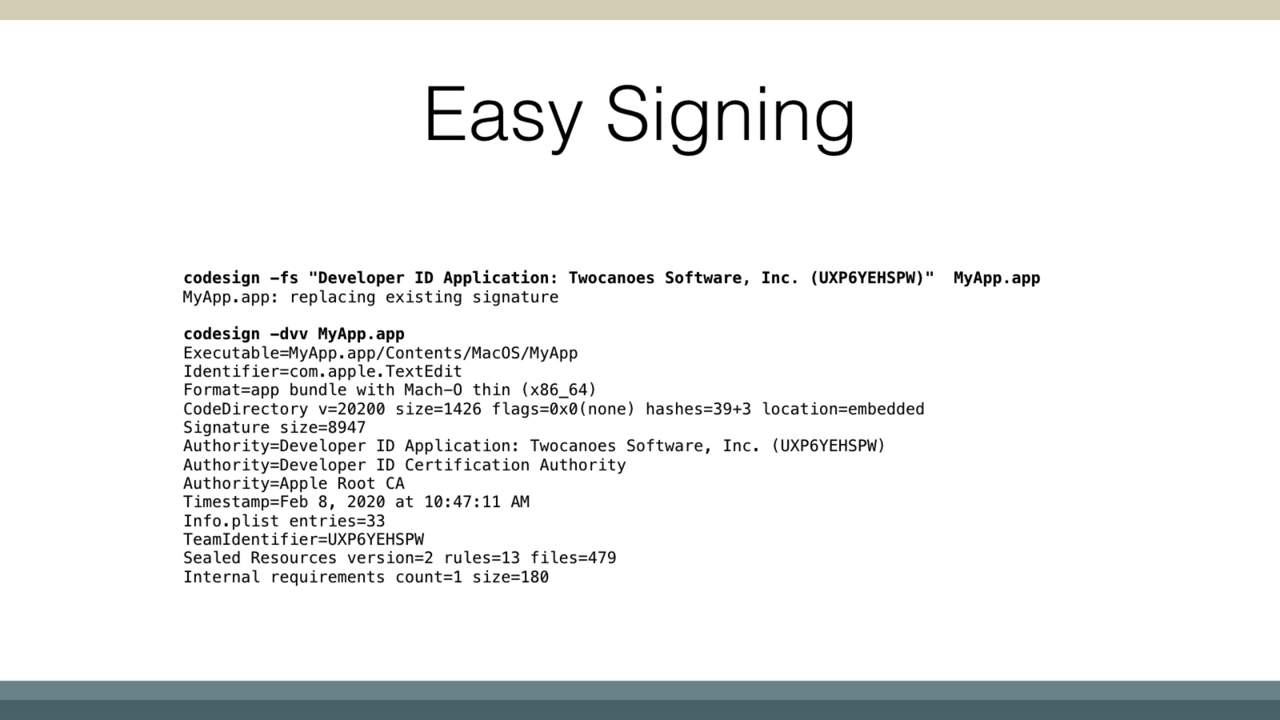 Easy Signing
codesign -fs "Developer ID Application: Twocanoes Software, Inc. (UXP6YEHSPW)"  MyApp.app
MyApp.app: replacing existing signature
codesign -dvv MyApp.app
Executable=MyApp.app/Contents/MacOS/MyApp
Identifier=com.apple.TextEdit
Format=app bundle with Mach-O thin (x86_64)
CodeDirectory v=20200 size=1426 flags=0x0(none) hashes=39+3 location=embedded
Signature size=8947
Authority=Developer ID Application: Twocanoes Software, Inc. (UXP6YEHSPW)
Authority=Developer ID Certification Authority
Authority=Apple Root CA
Timestamp=Feb 8, 2020 at 10:47:11 AM
Info.plist entries=33
TeamIdentifier=UXP6YEHSPW
Sealed Resources version=2 rules=13 files=479
Internal requirements count=1 size=180